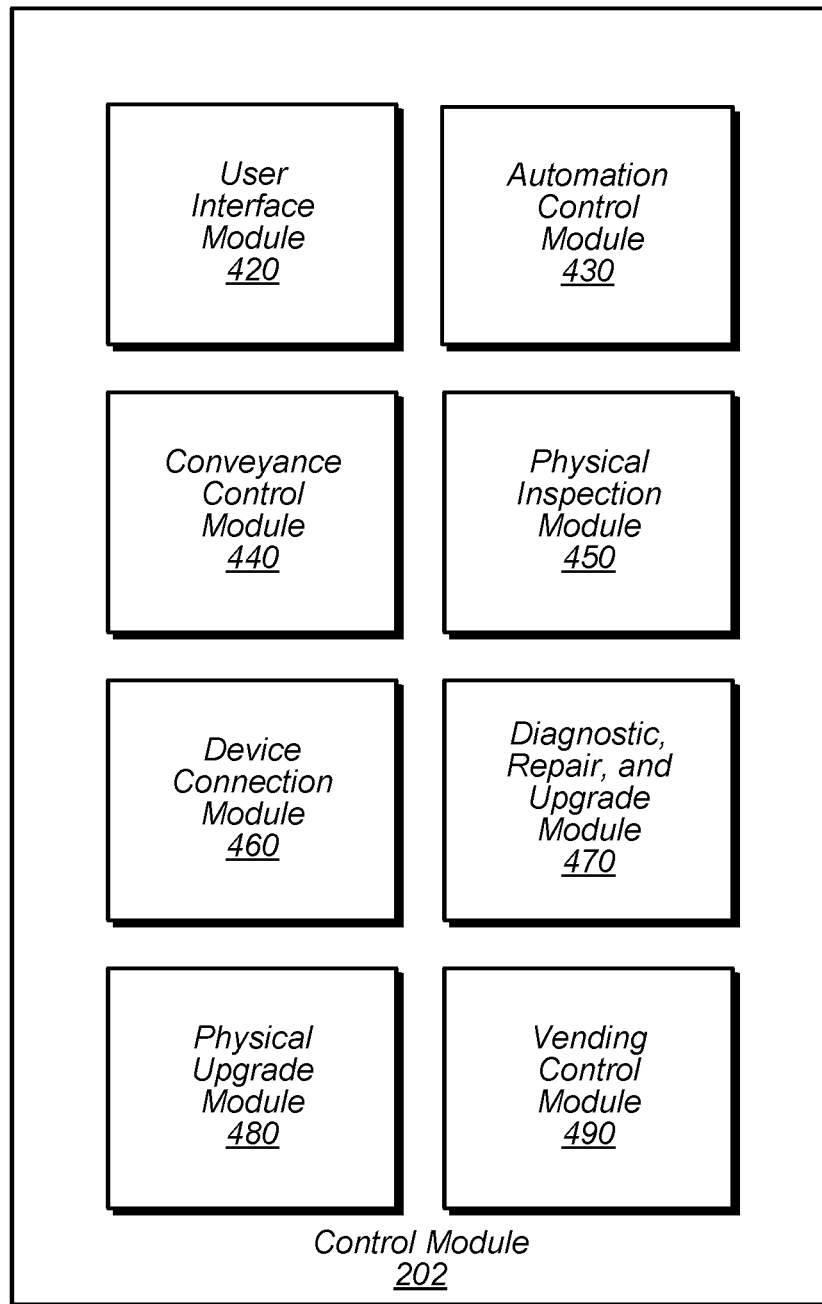 User
Interface
Module
420
Automation
Control
Module
430
Conveyance
Control
Module
440
Physical
Inspection
Module
450
Device
Connection
Module
460
Diagnostic,
Repair, and
Upgrade
Module
470
Physical
Upgrade
Module
480
Vending
Control
Module
490
Control Module
202